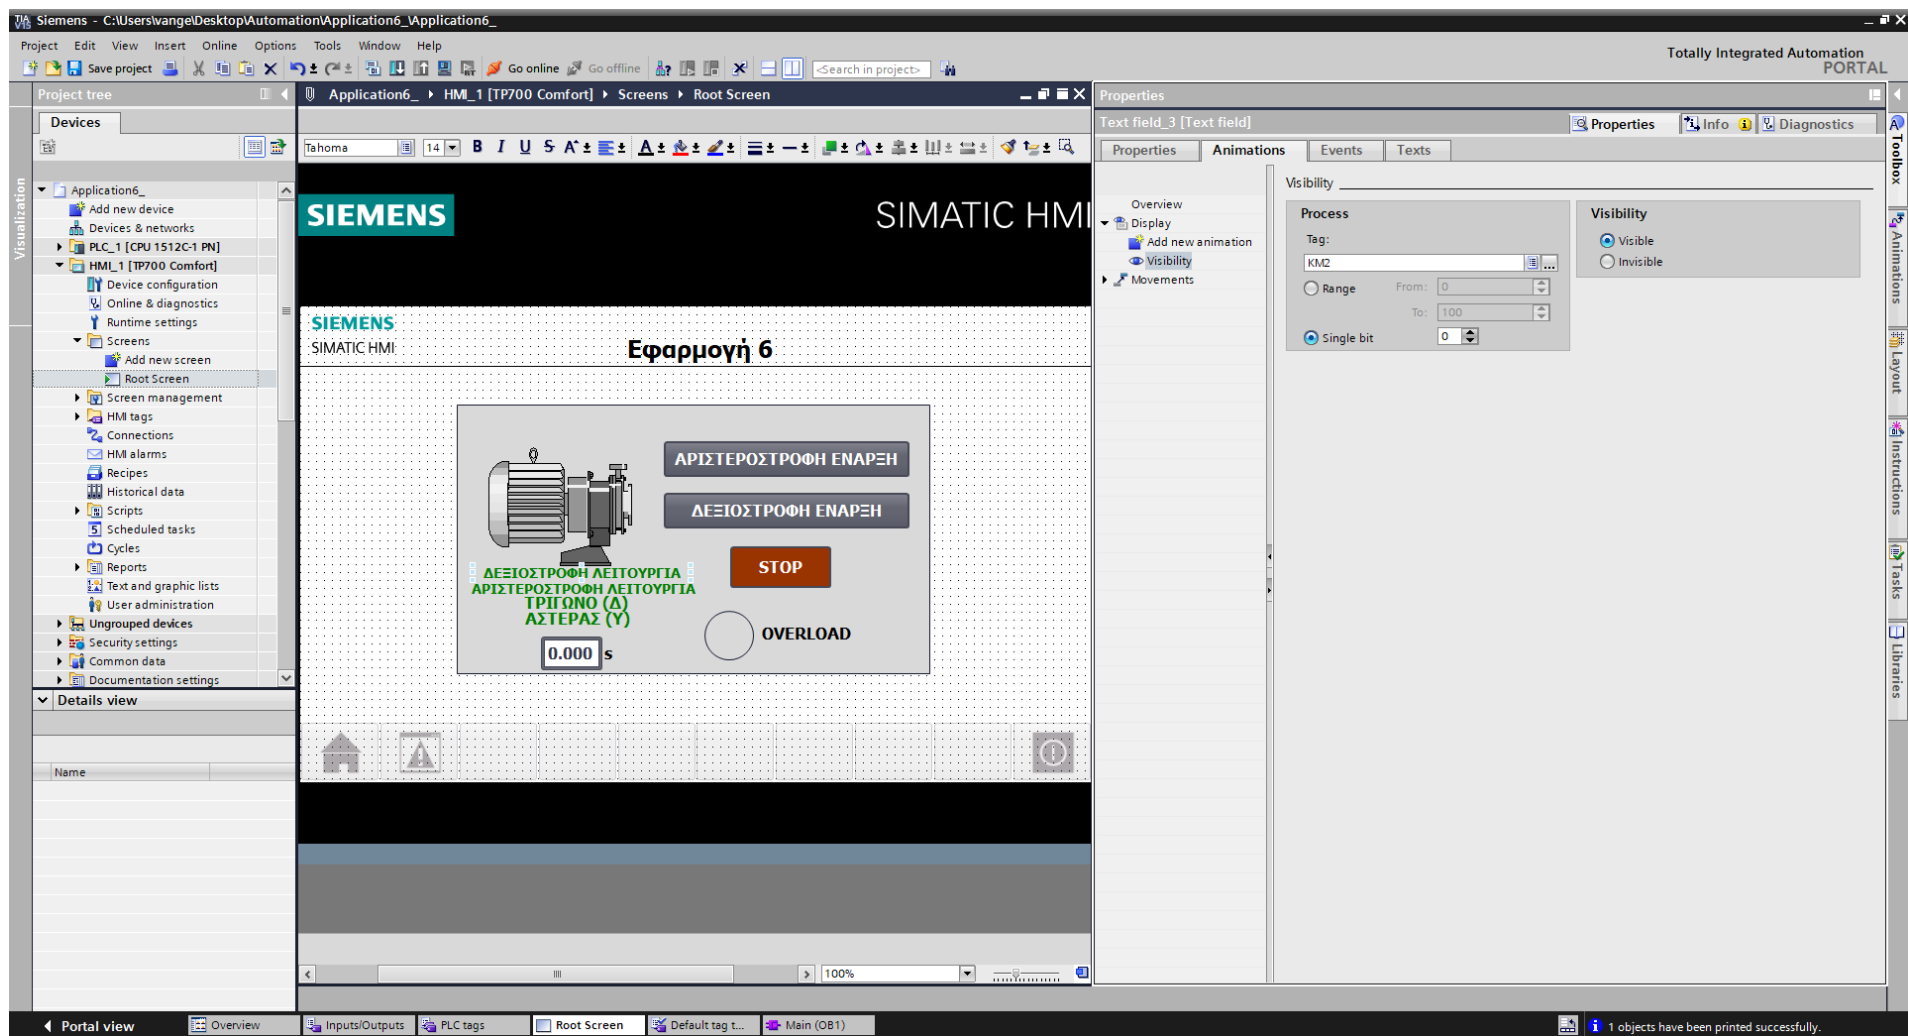 Siemens - C:\Users\vange\Desktop\Automation\Application6_\Application6_
Project Edit View Insert Online Options Tools Window Help
Totally Integrated Automation
PORTAL
Save project
Go online
Go offline
<Search in project>
Project tree
Application6_ HMI_1 [TP700 Comfort] Screens Root Screen
Properties
Devices
Text field_3 [Text field]
Properties Info Diagnostics
Tahoma 14 B I U S
Properties Animations Events Texts
Visualization
Application6_
Add new device
Devices & networks
PLC_1 [CPU 1512C-1 PN]
HMI_1 [TP700 Comfort]
Device configuration
Online & diagnostics
Runtime settings
Screens
Add new screen
Root Screen
Screen management
HMI tags
Connections
HMI alarms
Recipes
Historical data
Scripts
Scheduled tasks
Cycles
Reports
Text and graphic lists
User administration
Ungrouped devices
Security settings
Common data
Documentation settings
Details view
Name
SIEMENS
SIMATIC HMI
SIEMENS
SIMATIC HMI
Εφαρμογή 6
ΑΡΙΣΤΕΡΟΣΤΡΟΦΗ ΕΝΑΡΞΗ
ΔΕΞΙΟΣΤΡΟΦΗ ΕΝΑΡΞΗ
STOP
ΔΕΞΙΟΣΤΡΟΦΗ ΛΕΙΤΟΥΡΓΙΑ
ΑΡΙΣΤΕΡΟΣΤΡΟΦΗ ΛΕΙΤΟΥΡΓΙΑ
ΤΡΙΓΩΝΟ (Δ)
ΑΣΤΕΡΑΣ (Υ)
OVERLOAD
0.000 s
100%
Overview
Display
Add new animation
Visibility
Movements
Visibility
Process
Tag:
KM2
Range From: 0
To: 100
Single bit 0
Visibility
Visible
Invisible
Toolbox
Animations
Layout
Instructions
Tasks
Libraries
Portal view
Overview
Inputs/Outputs
PLC tags
Root Screen
Default tag t...
Main (OB1)
1 objects have been printed successfully.